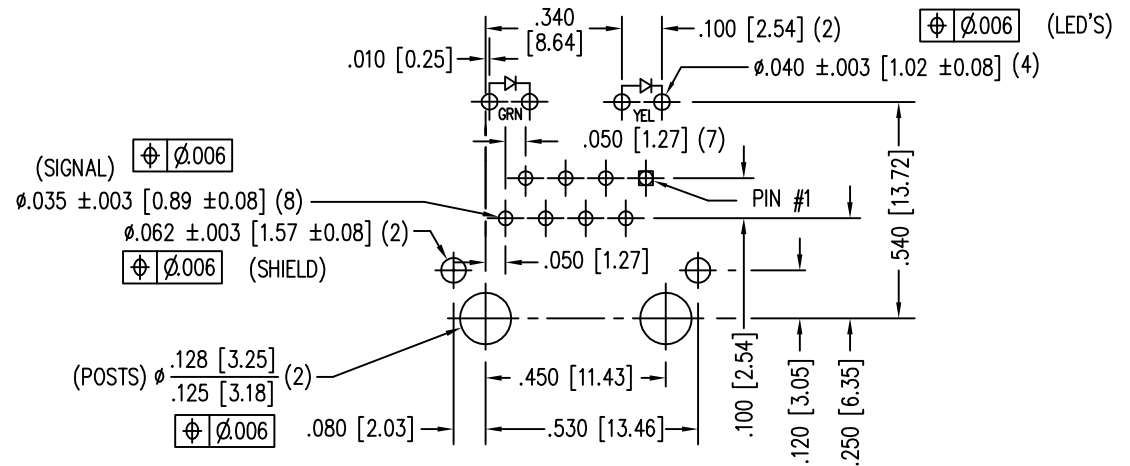 .340
[8.64]
.100 [2.54] (2)
⌖ Ø.006 (LED'S)
.010 [0.25]
ø.040 ±.003 [1.02 ±0.08] (4)
GRN
YEL
.050 [1.27] (7)
(SIGNAL) ⌖ Ø.006
ø.035 ±.003 [0.89 ±0.08] (8)
PIN #1
.540 [13.72]
ø.062 ±.003 [1.57 ±0.08] (2)
⌖ Ø.006 (SHIELD)
.050 [1.27]
(POSTS) ø .128 [3.25]
.125 [3.18] (2)
⌖ Ø.006
.450 [11.43]
.080 [2.03]
.530 [13.46]
.100 [2.54]
.120 [3.05]
.250 [6.35]